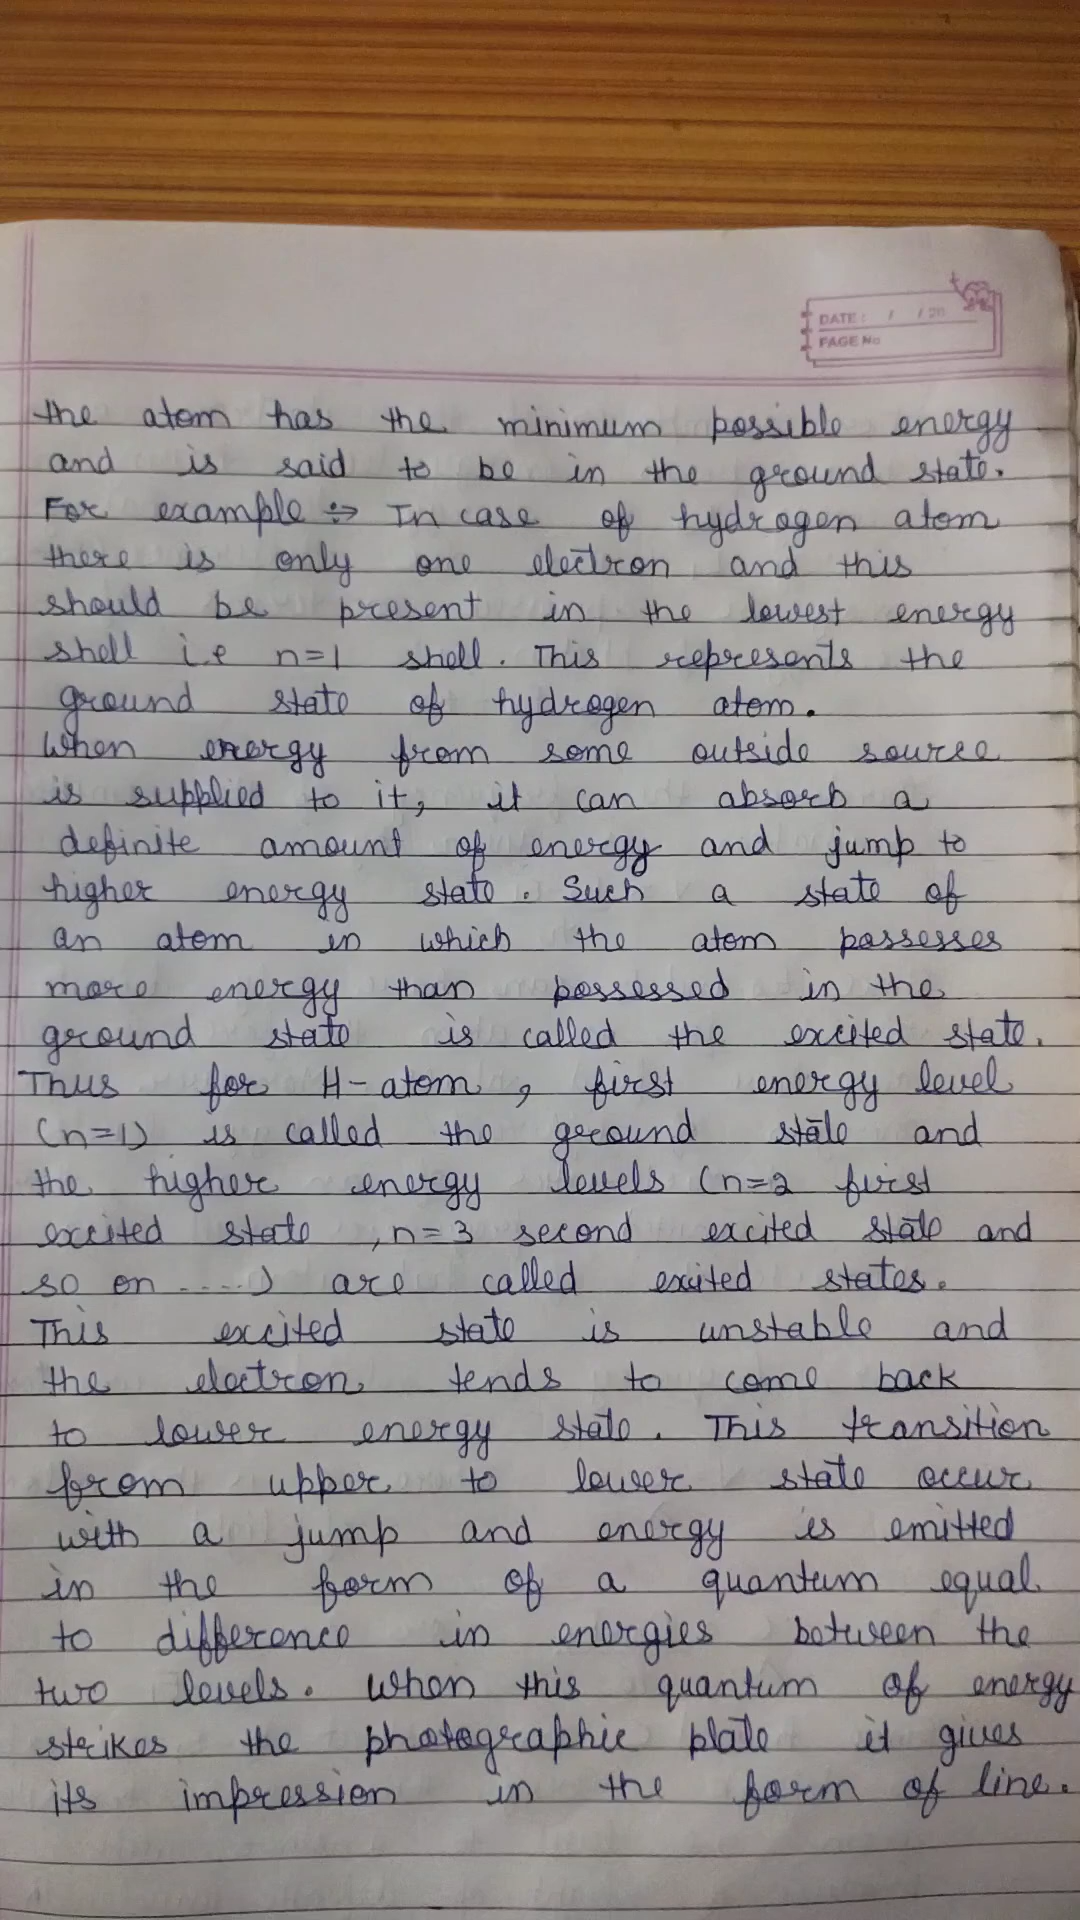 DATE : / / 20
PAGE No
the atom has the minimum possible energy
and is said to be in the ground state.
For example :→ In case of hydrogen atom
there is only one electron and this
should be present in the lowest energy
shell i.e n=1 shell. This represents the
ground state of hydrogen atom.
When energy from some outside source
is supplied to it, it can absorb a
definite amount of energy and jump to
higher energy state. Such a state of
an atom in which the atom possesses
more energy than possessed in the
ground state is called the excited state.
Thus for H-atom, first energy level
(n=1) is called the ground state and
the higher energy levels (n=2 first
excited state, n=3 second excited state and
so on .....) are called excited states.
This excited state is unstable and
the electron tends to come back
to lower energy state. This transition
from upper to lower state occur
with a jump and energy is emitted
in the form of a quantum equal
to difference in energies between the
two levels. When this quantum of energy
strikes the photographic plate it gives
its impression in the form of line.